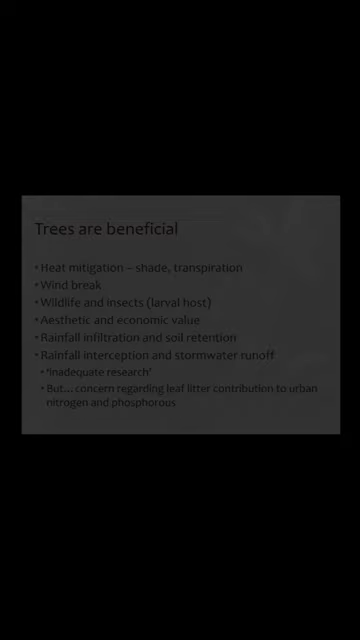 Trees are beneficial
• Heat mitigation – shade, transpiration
• Wind break
• Wildlife and insects (larval host)
• Aesthetic and economic value
• Rainfall infiltration and soil retention
• Rainfall interception and stormwater runoff
• 'Inadequate research'
• But... concern regarding leaf litter contribution to urban
nitrogen and phosphorous